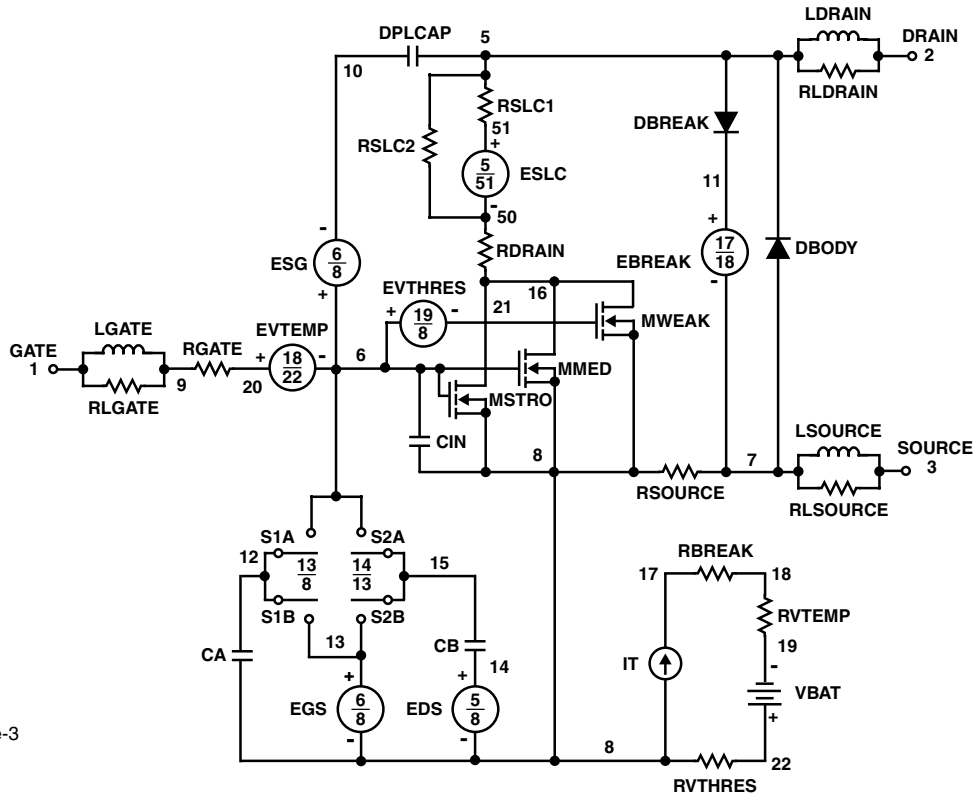 LDRAIN
DPLCAP 5 DRAIN
10 2
RSLC1 RLDRAIN
51 DBREAK
RSLC2 +
5
51 ESLC
11
-
50
- +
RDRAIN 17
18
6
8 DBODY
ESG EBREAK
+ EVTHRES 16 -
+ 19
8 - 21 MWEAK
LGATE EVTEMP
GATE RGATE + 18
22 - 6
1 9 20 MMED
RLGATE MSTRO
LSOURCE
CIN 8 7 SOURCE
3
RSOURCE
RLSOURCE
S1A S2A
12 13
8 14
13 15 RBREAK
17 18
S1B S2B RVTEMP
13 CB 19
CA 14 IT -
+ + VBAT
EGS 6
8 EDS 5
8 +
- - 8 22
RVTHRES
e-3